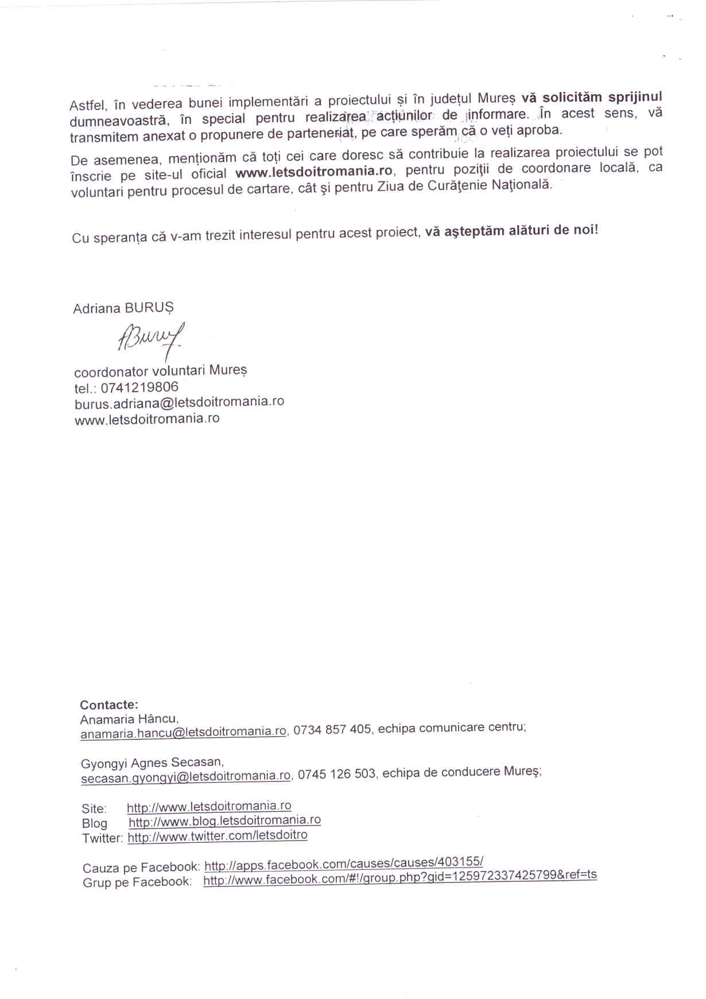 Astfel, în vederea bunei implementări a proiectului și în județul Mureș vă solicităm sprijinul
dumneavoastră, în special pentru realizarea acțiunilor de informare. În acest sens, vă
transmitem anexat o propunere de parteneriat, pe care sperăm că o veți aproba.
De asemenea, menționăm că toți cei care doresc să contribuie la realizarea proiectului se pot
înscrie pe site-ul oficial www.letsdoitromania.ro, pentru poziţii de coordonare locală, ca
voluntari pentru procesul de cartare, cât şi pentru Ziua de Curăţenie Naţională.
Cu speranța că v-am trezit interesul pentru acest proiect, vă aşteptăm alături de noi!
Adriana BURUȘ
ABuruș
coordonator voluntari Mureș
tel.: 0741219806
burus.adriana@letsdoitromania.ro
www.letsdoitromania.ro
Contacte:
Anamaria Hâncu,
anamaria.hancu@letsdoitromania.ro, 0734 857 405, echipa comunicare centru;
Gyongyi Agnes Secasan,
secasan.gyongyi@letsdoitromania.ro, 0745 126 503, echipa de conducere Mureş;
Site: http://www.letsdoitromania.ro
Blog http://www.blog.letsdoitromania.ro
Twitter: http://www.twitter.com/letsdoitro
Cauza pe Facebook: http://apps.facebook.com/causes/causes/403155/
Grup pe Facebook: http://www.facebook.com/#!/group.php?gid=125972337425799&ref=ts